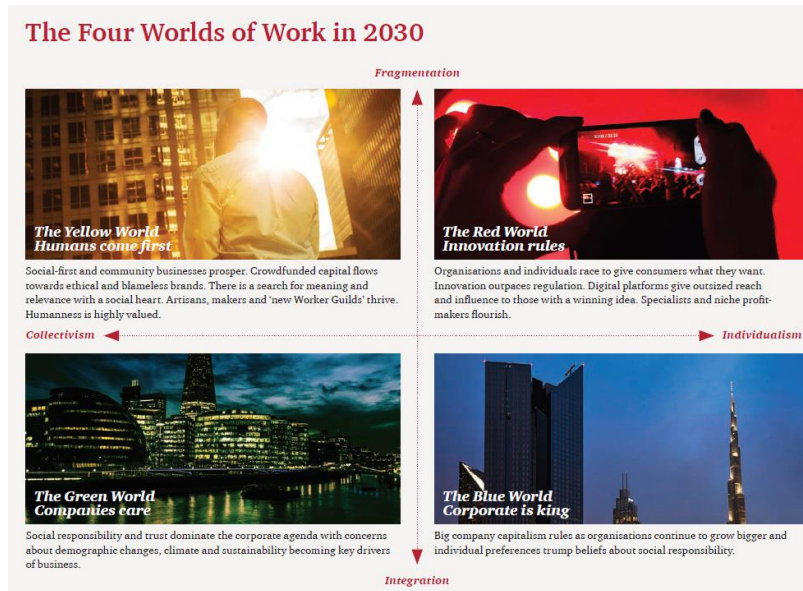 The Four Worlds of Work in 2030
Fragmentation
The Yellow World
Humans come first
Social-first and community businesses prosper. Crowdfunded capital flows
towards ethical and blameless brands. There is a search for meaning and
relevance with a social heart. Artisans, makers and ‘new Worker Guilds’ thrive.
Humanness is highly valued.
The Red World
Innovation rules
Organisations and individuals race to give consumers what they want.
Innovation outpaces regulation. Digital platforms give outsized reach
and influence to those with a winning idea. Specialists and niche profit-
makers flourish.
Collectivism
Individualism
The Green World
Companies care
Social responsibility and trust dominate the corporate agenda with concerns
about demographic changes, climate and sustainability becoming key drivers
of business.
The Blue World
Corporate is king
Big company capitalism rules as organisations continue to grow bigger and
individual preferences trump beliefs about social responsibility.
Integration